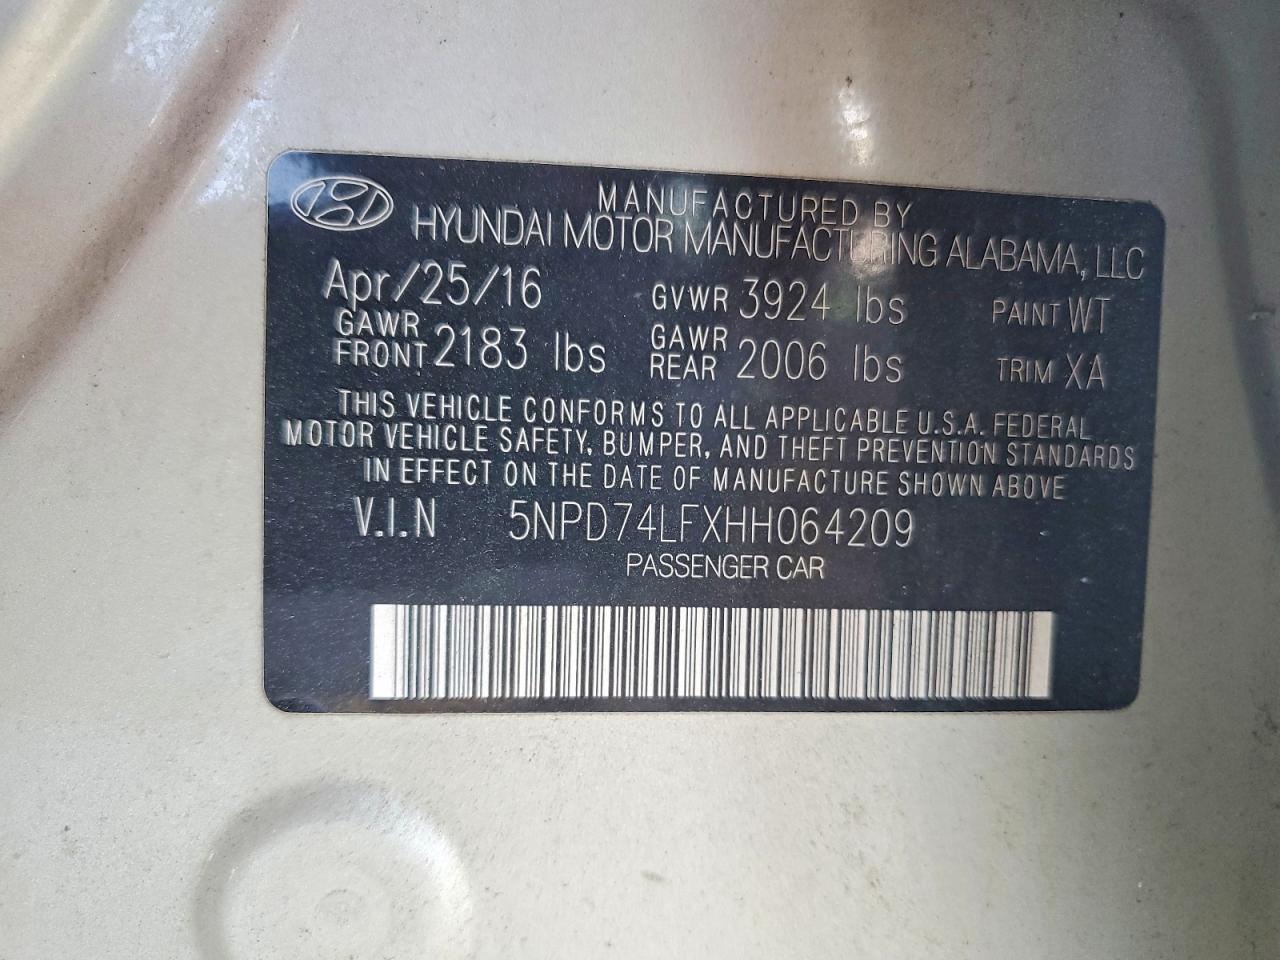 MANUFACTURED BY
HYUNDAI MOTOR MANUFACTURING ALABAMA, LLC
Apr/25/16 GVWR 3924 lbs PAINT WT
GAWR FRONT 2183 lbs GAWR REAR 2006 lbs TRIM XA
THIS VEHICLE CONFORMS TO ALL APPLICABLE U.S.A. FEDERAL
MOTOR VEHICLE SAFETY, BUMPER, AND THEFT PREVENTION STANDARDS
IN EFFECT ON THE DATE OF MANUFACTURE SHOWN ABOVE
V.I.N 5NPD74LFXHH064209
PASSENGER CAR